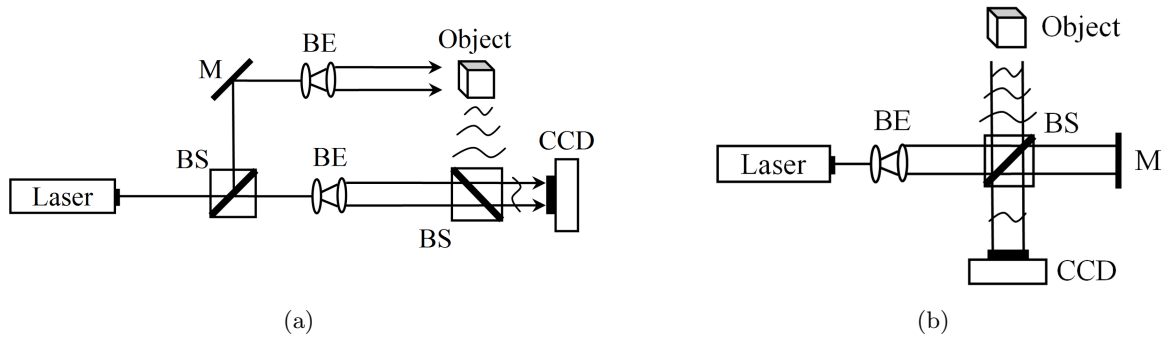 BE
Object
M
CCD
BS
BE
Laser
BS
(a)
Object
BE
BS
Laser
M
CCD
(b)